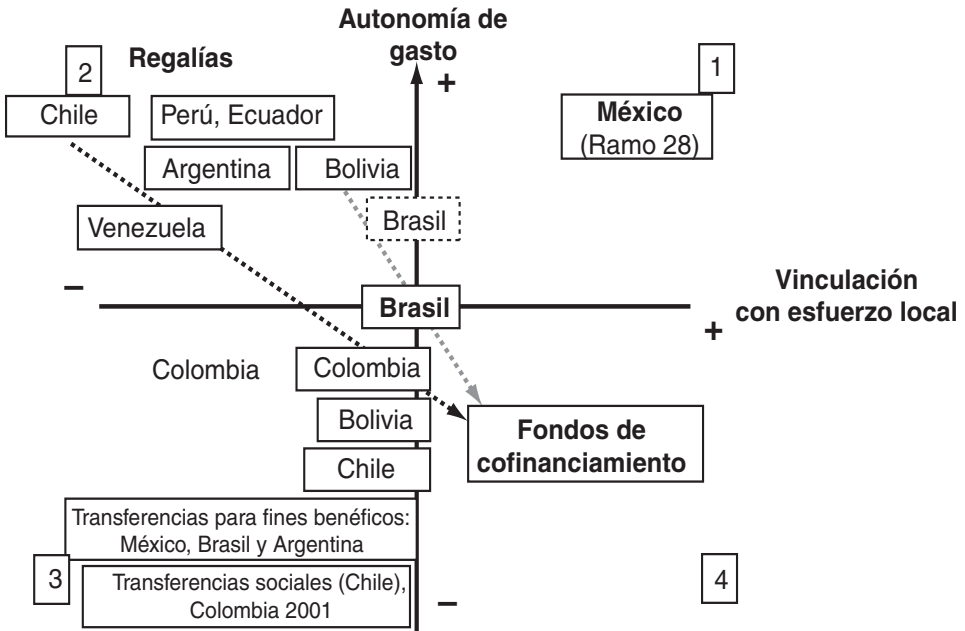 Autonomía de
gasto
Regalías
2
1
+
Chile
Perú, Ecuador
México
(Ramo 28)
Argentina
Bolivia
Venezuela
Brasil
–
Brasil
Vinculación
con esfuerzo local
+
Colombia
Colombia
Bolivia
Fondos de
cofinanciamiento
Chile
Transferencias para fines benéficos:
México, Brasil y Argentina
3
Transferencias sociales (Chile),
Colombia 2001
–
4